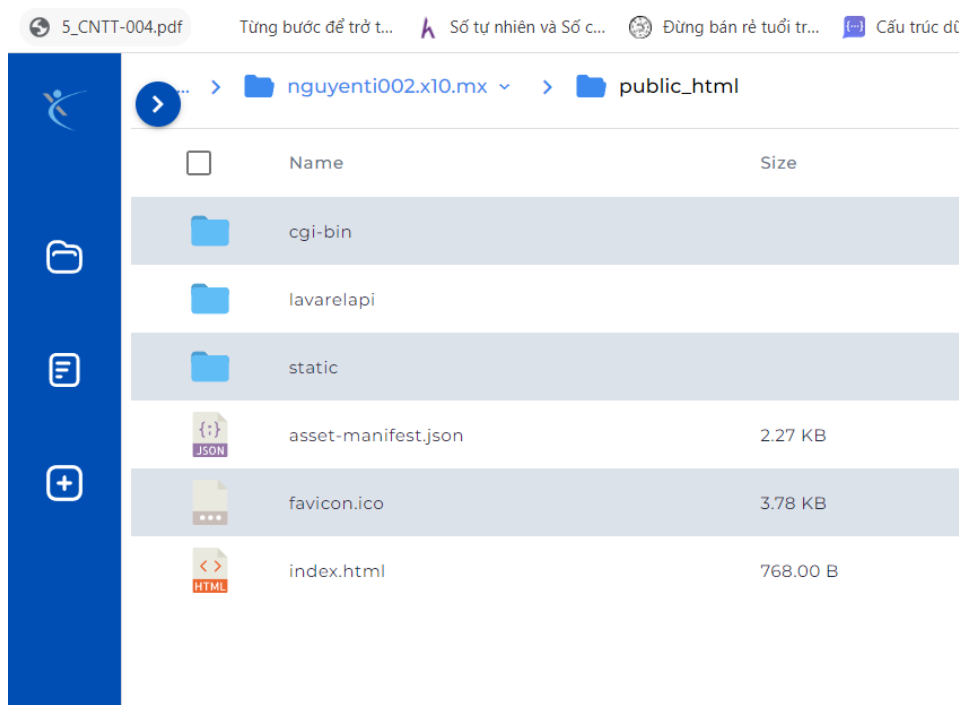 5_CNTT-004.pdf Từng bước để trở t... Số tự nhiên và Số c... Đừng bán rẻ tuổi tr... Cấu trúc dữ
... nguyenti002.x10.mx public_html
Name Size
cgi-bin
lavarelapi
static
{;} JSON asset-manifest.json 2.27 KB
favicon.ico 3.78 KB
<> HTML index.html 768.00 B